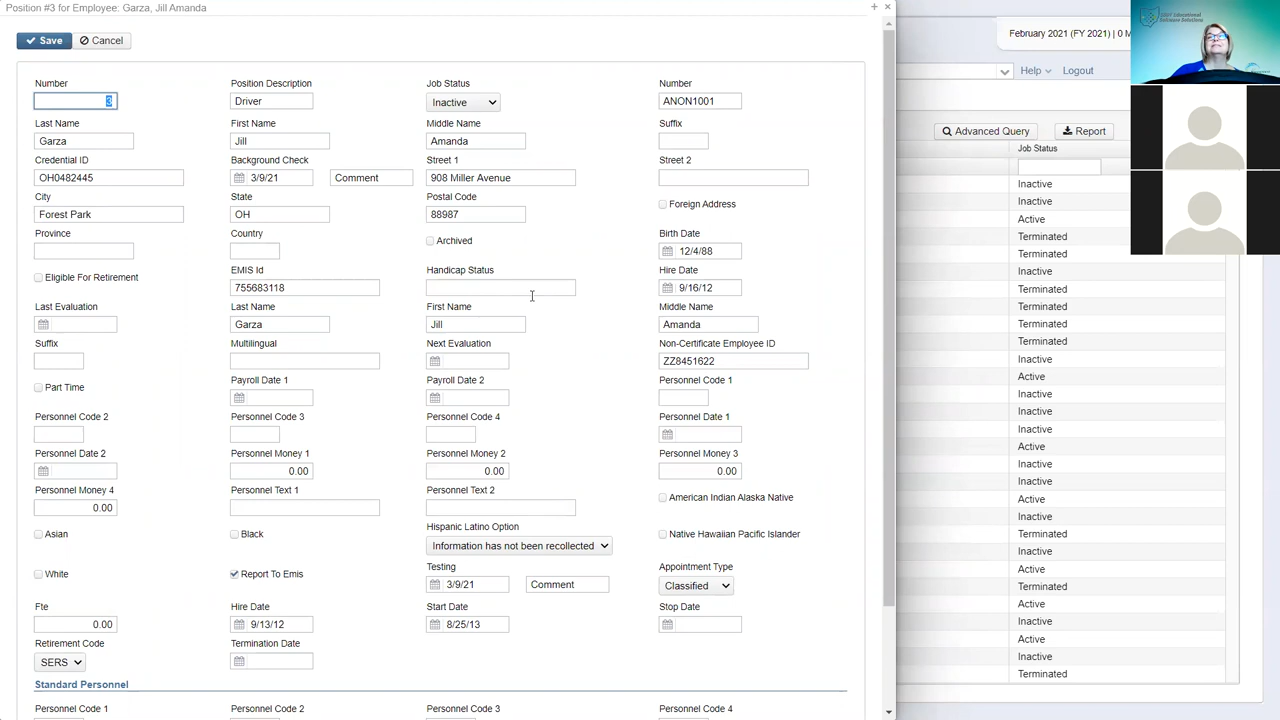 Position #3 for Employee: Garza, Jill Amanda
February 2021 (FY 2021) | 0 M
Save Cancel
Help Logout
Number Position Description Job Status Number
3 Driver Inactive ANON1001
Last Name First Name Middle Name Suffix
Garza Jill Amanda
Credential ID Background Check Street 1 Street 2
OH0482445 3/9/21 Comment 908 Miller Avenue
City State Postal Code
Forest Park OH 88987 Foreign Address
Province Country Archived Birth Date
12/4/88
Eligible For Retirement EMIS Id Handicap Status Hire Date
755683118 9/16/12
Last Evaluation Last Name First Name Middle Name
Garza Jill Amanda
Suffix Multilingual Next Evaluation Non-Certificate Employee ID
ZZ8451622
Part Time Payroll Date 1 Payroll Date 2 Personnel Code 1
Personnel Code 2 Personnel Code 3 Personnel Code 4 Personnel Date 1
Personnel Date 2 Personnel Money 1 Personnel Money 2 Personnel Money 3
0.00 0.00 0.00
Personnel Money 4 Personnel Text 1 Personnel Text 2 American Indian Alaska Native
0.00
Asian Black Hispanic Latino Option Native Hawaiian Pacific Islander
Information has not been recollected
White Report To Emis Testing Appointment Type
3/9/21 Comment Classified
Fte Hire Date Start Date Stop Date
0.00 9/13/12 8/25/13
Retirement Code Termination Date
SERS
Standard Personnel
Personnel Code 1 Personnel Code 2 Personnel Code 3 Personnel Code 4
Advanced Query Report
Job Status
Inactive
Inactive
Active
Terminated
Terminated
Inactive
Terminated
Terminated
Terminated
Terminated
Inactive
Active
Inactive
Inactive
Inactive
Active
Inactive
Inactive
Active
Inactive
Terminated
Inactive
Active
Terminated
Active
Inactive
Active
Inactive
Terminated